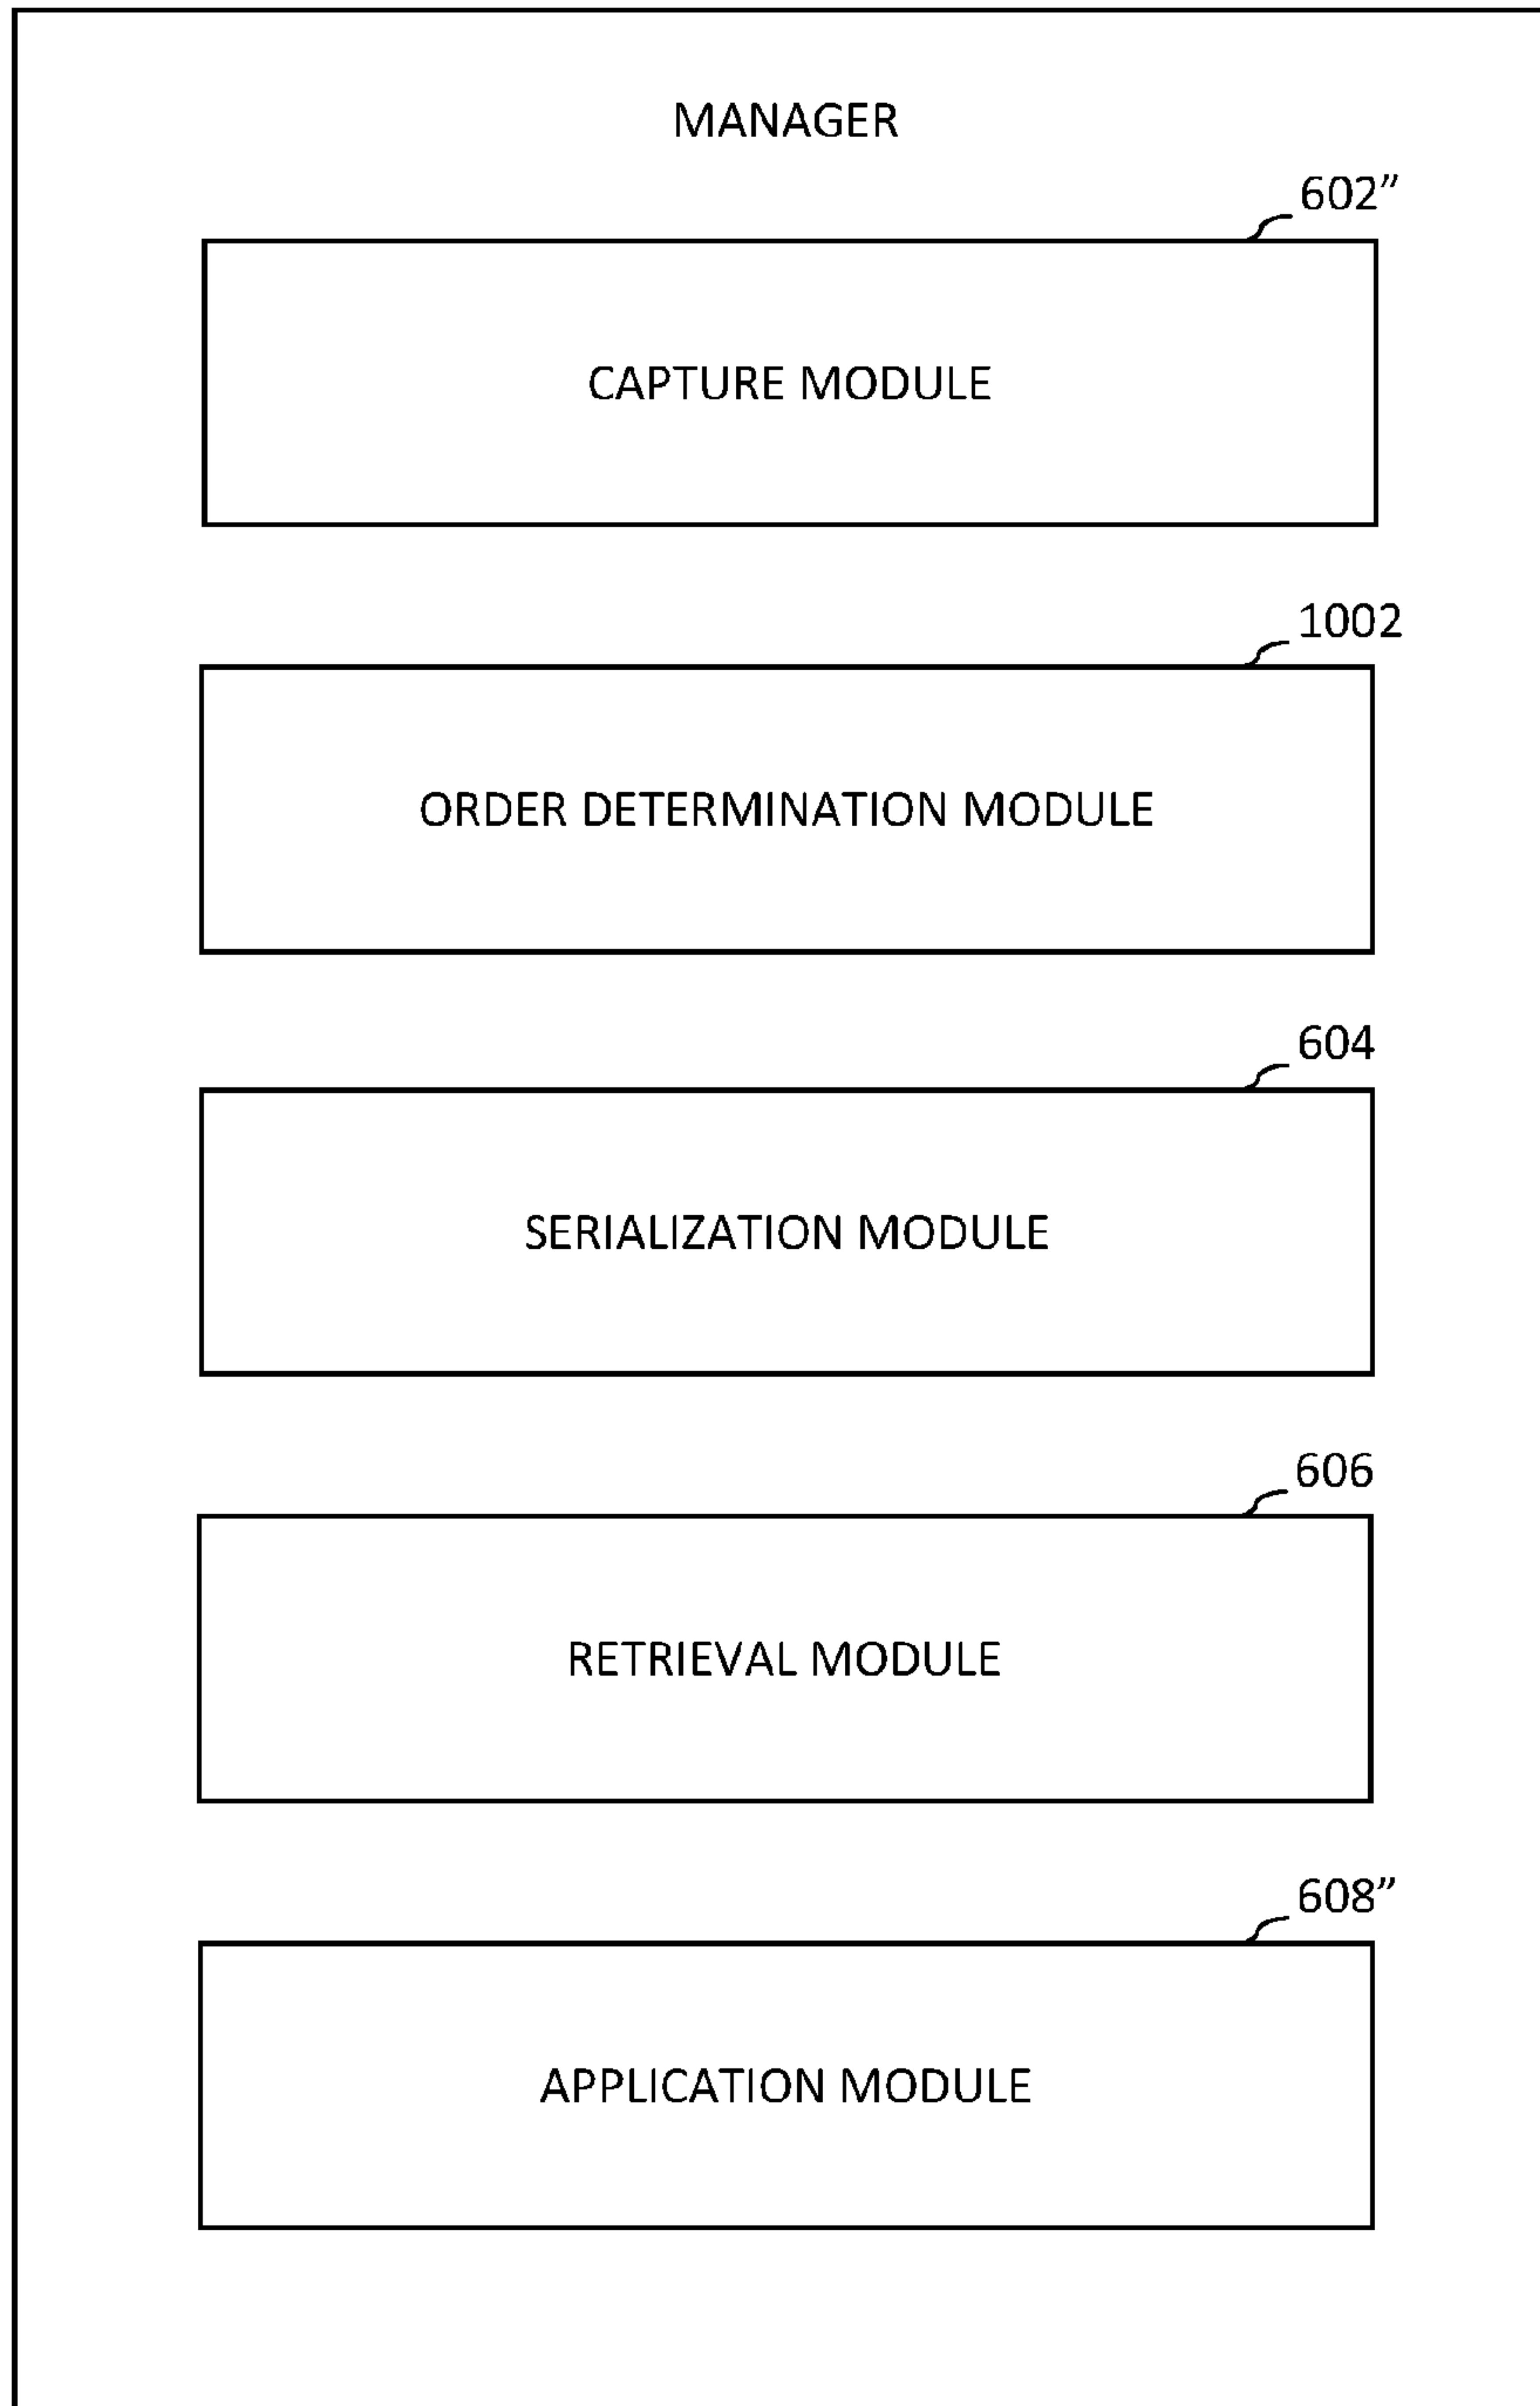 MANAGER
602”
CAPTURE MODULE
1002
ORDER DETERMINATION MODULE
604
SERIALIZATION MODULE
606
RETRIEVAL MODULE
608”
APPLICATION MODULE